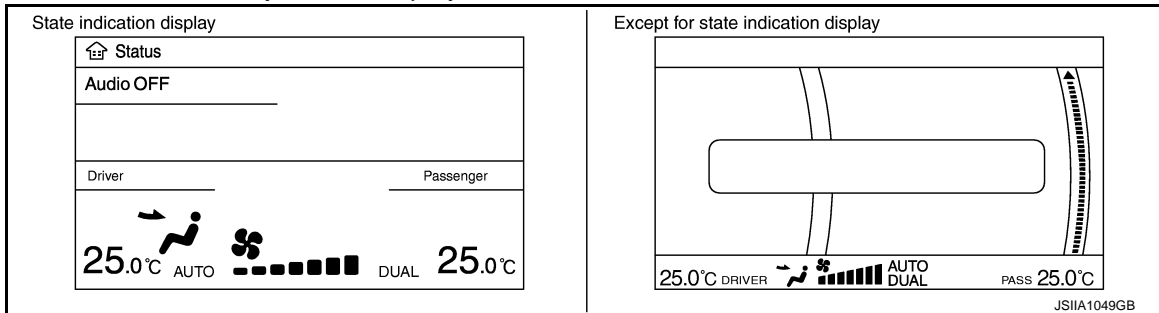 State indication display
Status
Audio OFF
Driver Passenger
25.0°C AUTO DUAL 25.0°C
Except for state indication display
25.0°C DRIVER AUTO DUAL PASS 25.0°C
JSIIA1049GB